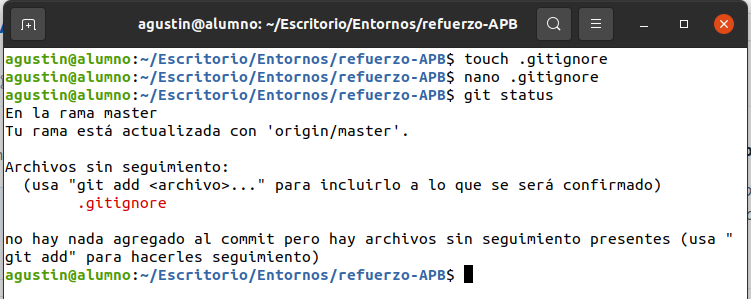 agustin@alumno: ~/Escritorio/Entornos/refuerzo-APB
agustin@alumno:~/Escritorio/Entornos/refuerzo-APB$ touch .gitignore
agustin@alumno:~/Escritorio/Entornos/refuerzo-APB$ nano .gitignore
agustin@alumno:~/Escritorio/Entornos/refuerzo-APB$ git status
En la rama master
Tu rama está actualizada con 'origin/master'.
Archivos sin seguimiento:
  (usa "git add <archivo>..." para incluirlo a lo que se será confirmado)
        .gitignore
no hay nada agregado al commit pero hay archivos sin seguimiento presentes (usa "
git add" para hacerles seguimiento)
agustin@alumno:~/Escritorio/Entornos/refuerzo-APB$